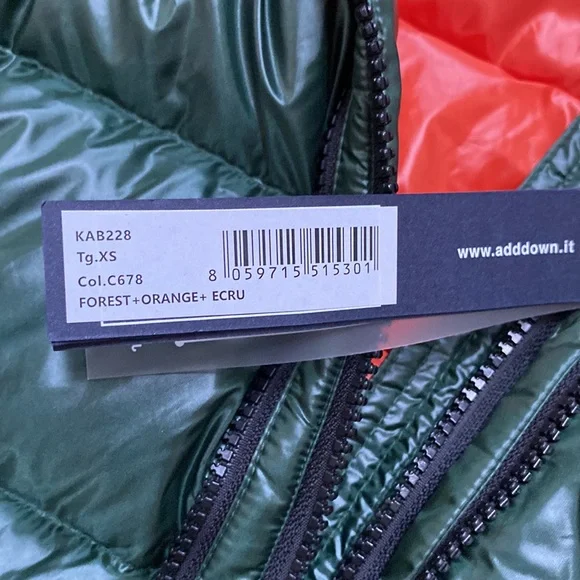 KAB228
Tg.XS
Col.C678
8 059715 515301
FOREST+ORANGE+ ECRU
www.adddown.it